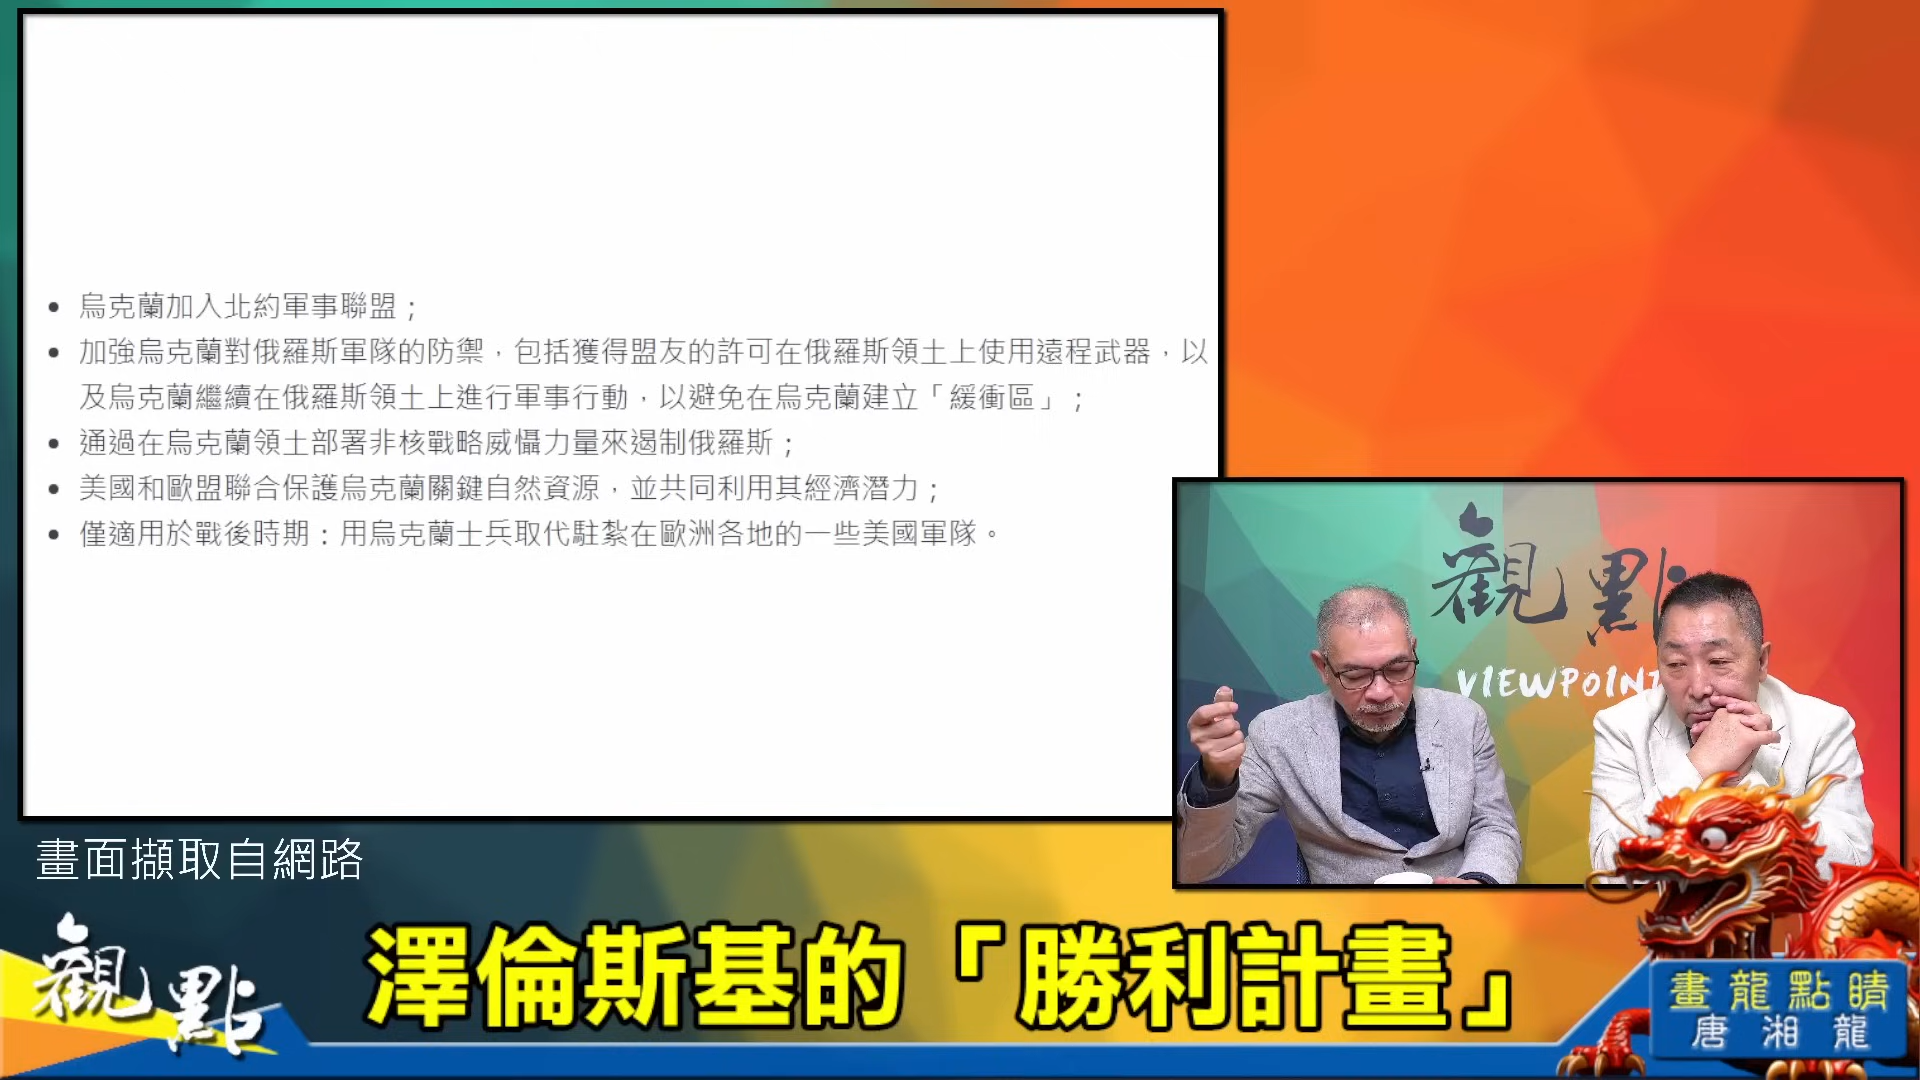 烏克蘭加入北約軍事聯盟；
加強烏克蘭對俄羅斯軍隊的防禦，包括獲得盟友的許可在俄羅斯領土上使用遠程武器，以
及烏克蘭繼續在俄羅斯領土上進行軍事行動，以避免在烏克蘭建立「緩衝區」；
通過在烏克蘭領土部署非核戰略威懾力量來遏制俄羅斯；
美國和歐盟聯合保護烏克蘭關鍵自然資源，並共同利用其經濟潛力；
僅適用於戰後時期：用烏克蘭士兵取代駐紮在歐洲各地的一些美國軍隊。
觀點
VIEWPOINT
畫面擷取自網路
觀點
澤倫斯基的「勝利計畫」
畫龍點睛
唐湘龍